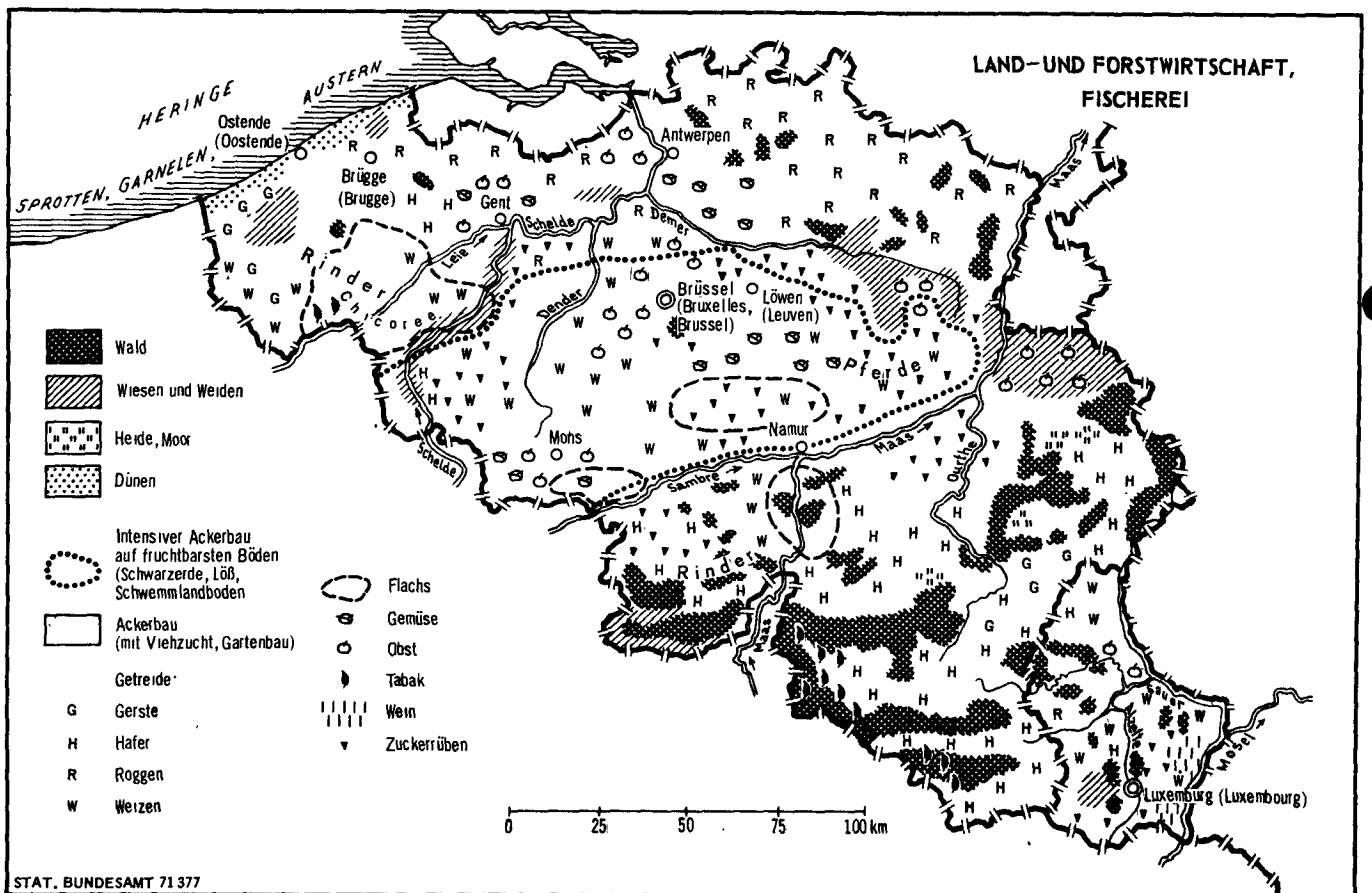 LAND-UND FORSTWIRTSCHAFT,
FISCHEREI
HERINGE
AUSTERN
SPROTTEN, GARNELEN,
Ostende
(Oostende)
Brügge
(Brugge)
Gent
Antwerpen
Maas
Schelde
Demer
Leie
Rinder
Chicoree
Dender
Brüssel
(Bruxelles,
Brussel)
Löwen
(Leuven)
Pferde
Schelde
Mons
Namur
Sambre
Maas
Ourthe
Rinder
Maas
Sauer
Mosel
Luxemburg (Luxembourg)
Wald
Wiesen und Weiden
Heide, Moor
Dünen
Intensiver Ackerbau
auf fruchtbarsten Böden
(Schwarzerde, Löß,
Schwemmlandboden
Ackerbau
(mit Viehzucht, Gartenbau)
Getreide
G Gerste
H Hafer
R Roggen
W Weizen
Flachs
Gemüse
Obst
Tabak
Wein
Zuckerrüben
0 25 50 75 100 km
STAT. BUNDESAMT 71 377